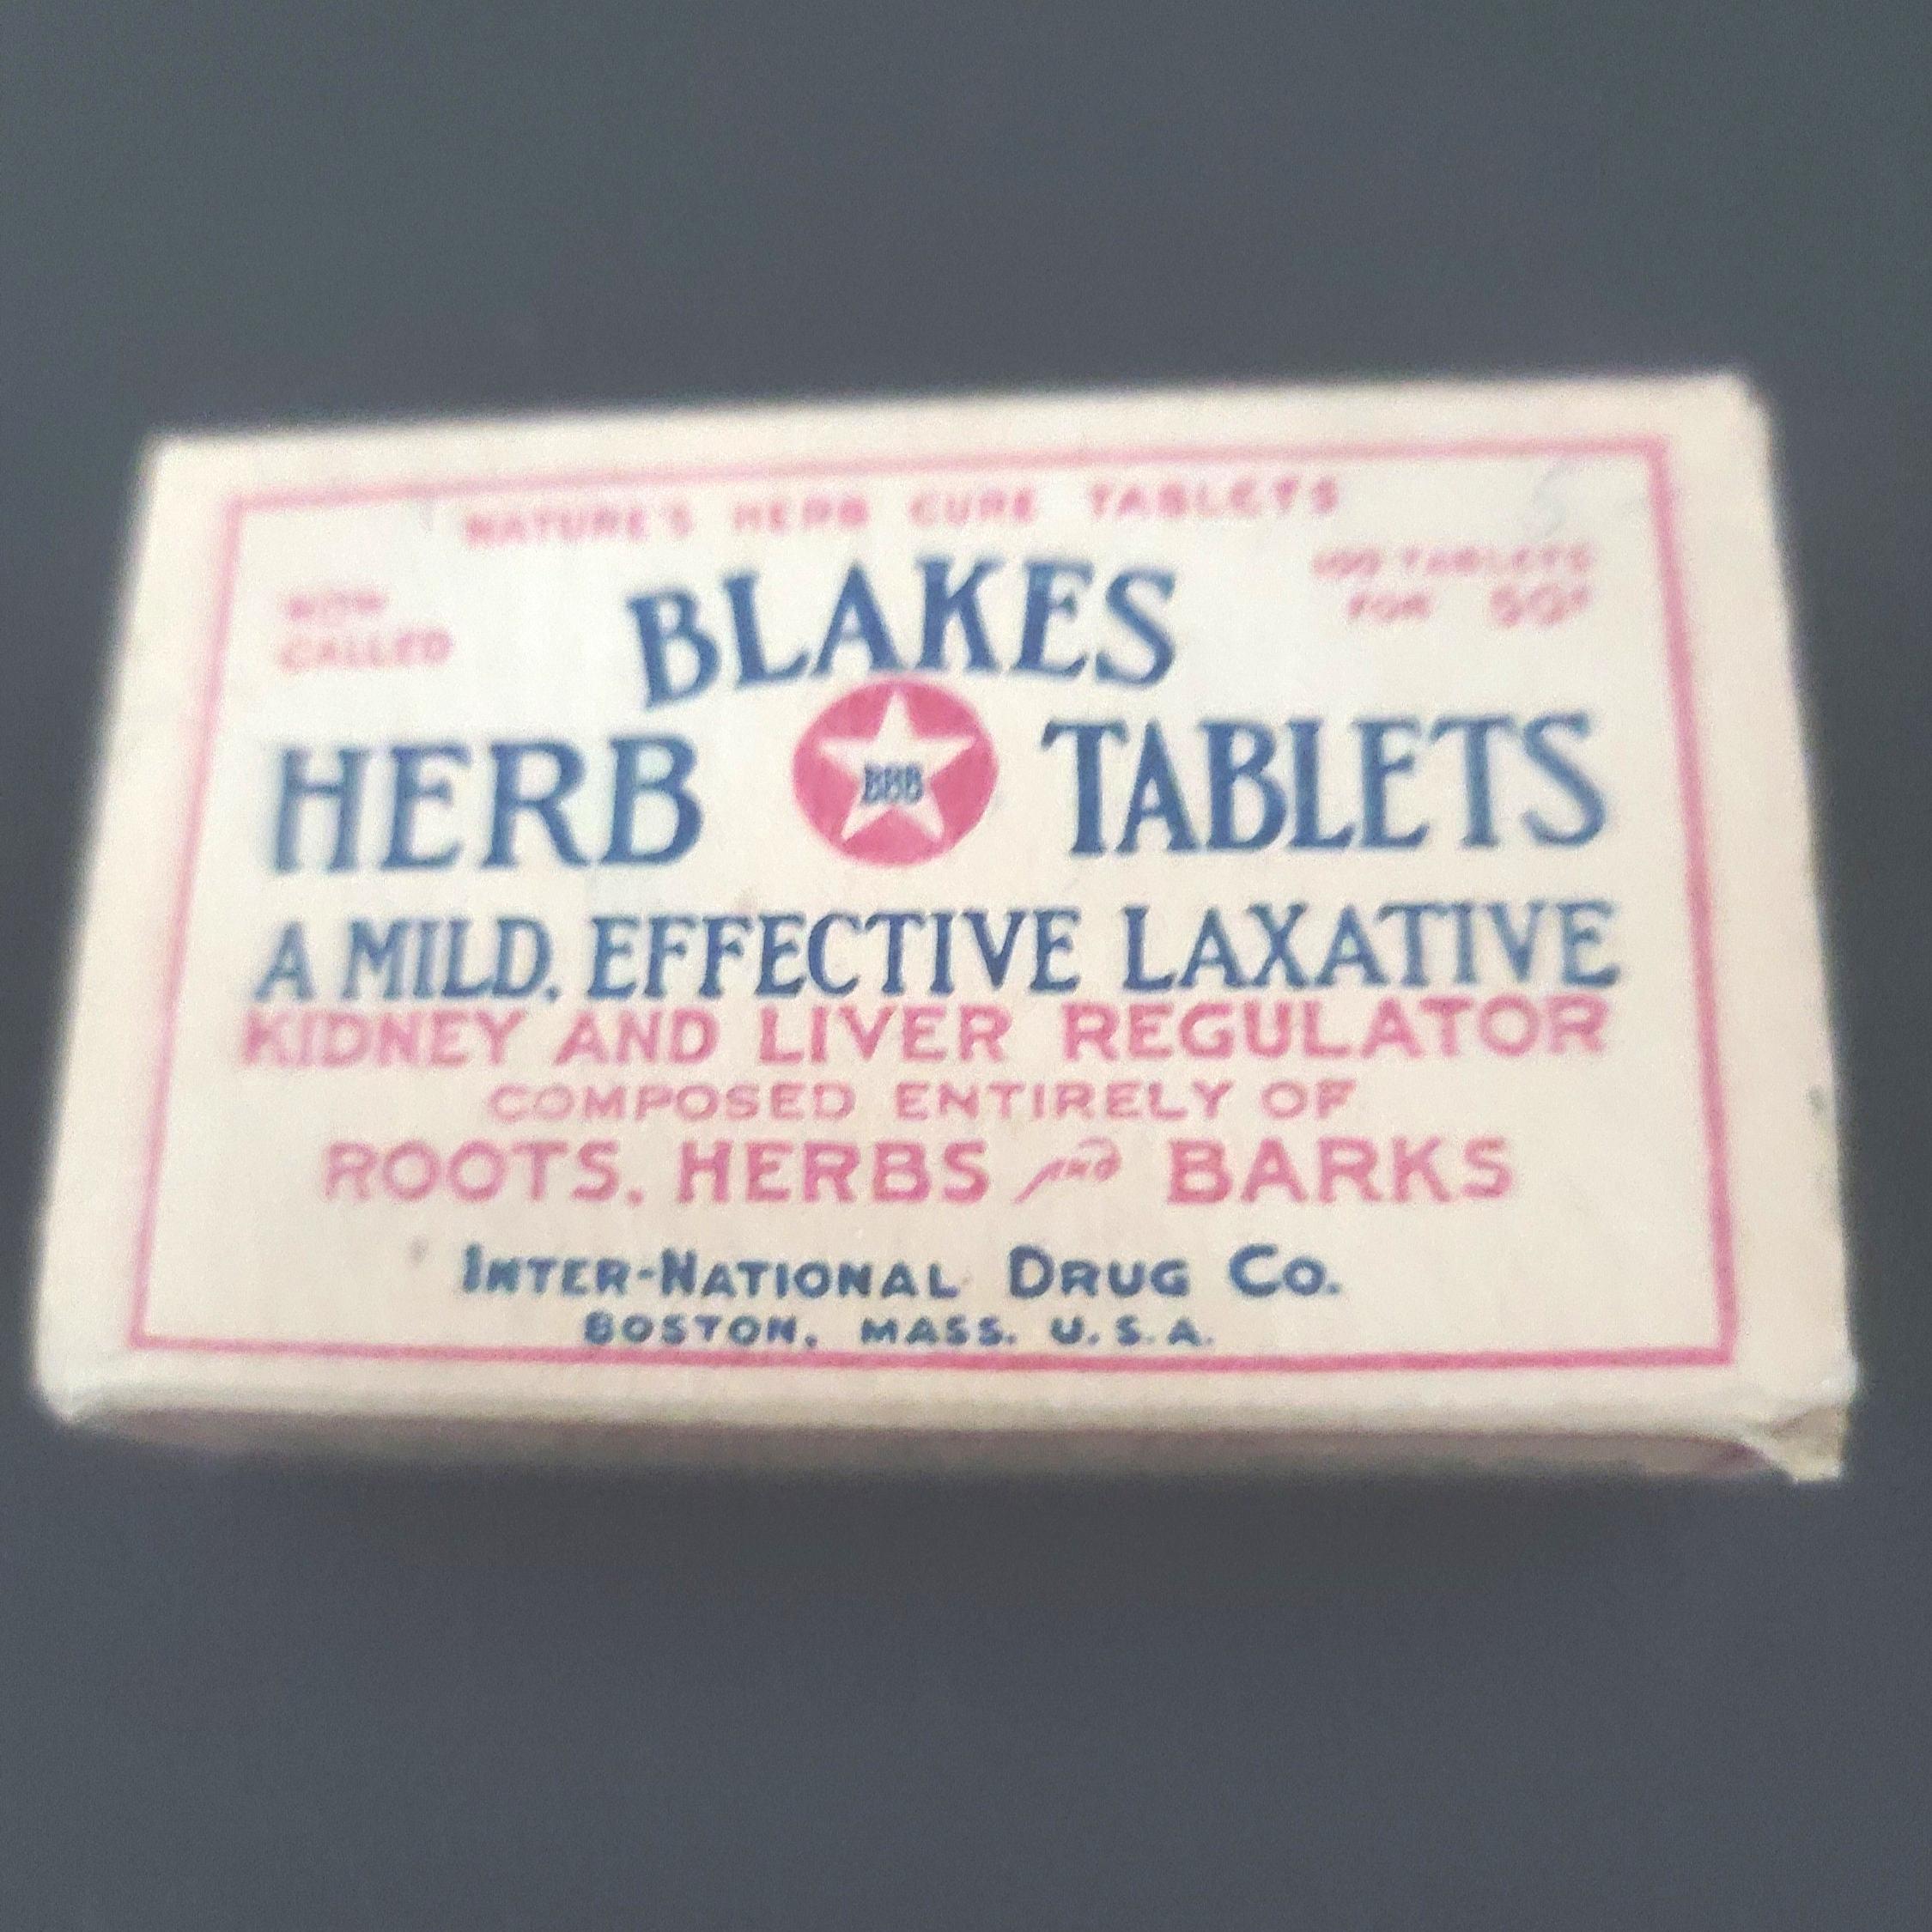 NATURE'S HERB CURE TABLETS
NOW
CALLED
BLAKES
100 TABLETS
FOR 50¢
HERB BBB TABLETS
A MILD, EFFECTIVE LAXATIVE
KIDNEY AND LIVER REGULATOR
COMPOSED ENTIRELY OF
ROOTS, HERBS AND BARKS
INTER-NATIONAL DRUG CO.
BOSTON, MASS. U.S.A.